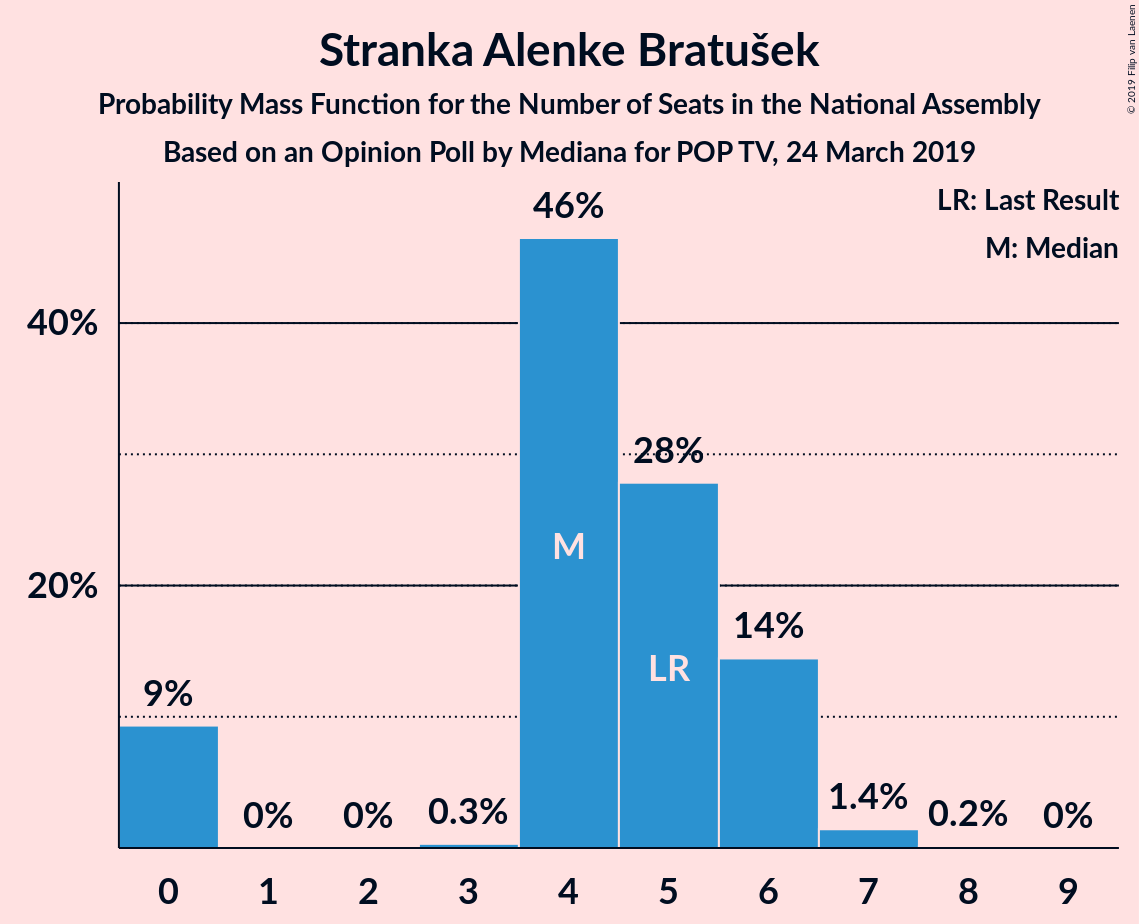 Stranka Alenke Bratušek
Probability Mass Function for the Number of Seats in the National Assembly
Based on an Opinion Poll by Mediana for POP TV, 24 March 2019
© 2019 Filip van Laenen
LR: Last Result
M: Median
46%
40%
28%
M
20%
14%
LR
9%
0%
0%
0.3%
1.4%
0.2%
0%
0
1
2
3
4
5
6
7
8
9